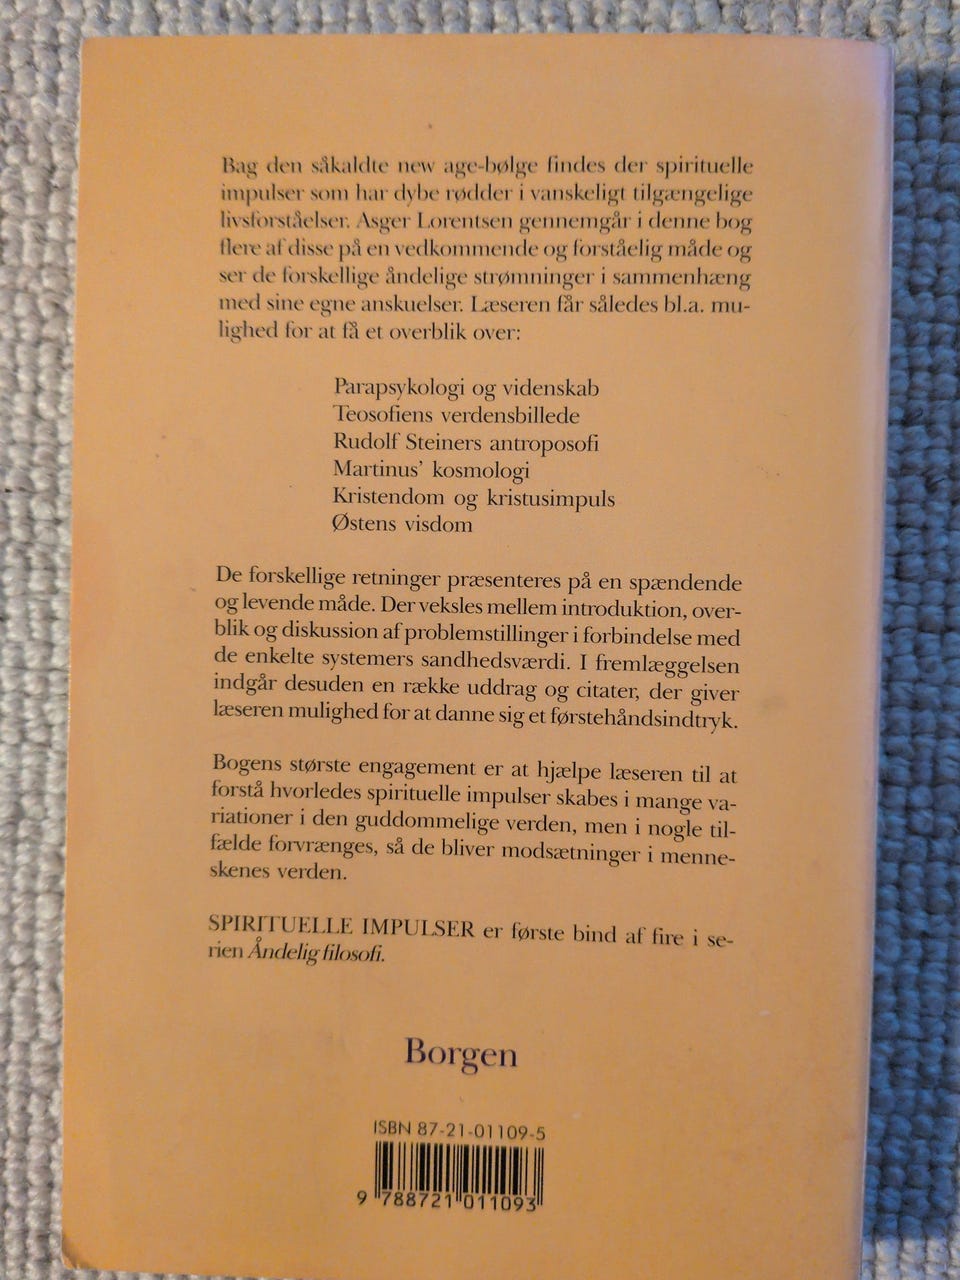 Bag den såkaldte new age-bølge findes der spirituelle
impulser som har dybe rødder i vanskeligt tilgængelige
livsforståelser. Asger Lorentsen gennemgår i denne bog
flere af disse på en vedkommende og forståelig måde og
ser de forskellige åndelige strømninger i sammenhæng
med sine egne anskuelser. Læseren får således bl.a. mu-
lighed for at få et overblik over:
Parapsykologi og videnskab
Teosofiens verdensbillede
Rudolf Steiners antroposofi
Martinus' kosmologi
Kristendom og kristusimpuls
Østens visdom
De forskellige retninger præsenteres på en spændende
og levende måde. Der veksles mellem introduktion, over-
blik og diskussion af problemstillinger i forbindelse med
de enkelte systemers sandhedsværdi. I fremlæggelsen
indgår desuden en række uddrag og citater, der giver
læseren mulighed for at danne sig et førstehåndsindtryk.
Bogens største engagement er at hjælpe læseren til at
forstå hvorledes spirituelle impulser skabes i mange va-
riationer i den guddommelige verden, men i nogle til-
fælde forvrænges, så de bliver modsætninger i menne-
skenes verden.
SPIRITUELLE IMPULSER er første bind af fire i se-
rien Åndelig filosofi.
Borgen
ISBN 87-21-01109-5
9 788721 011093